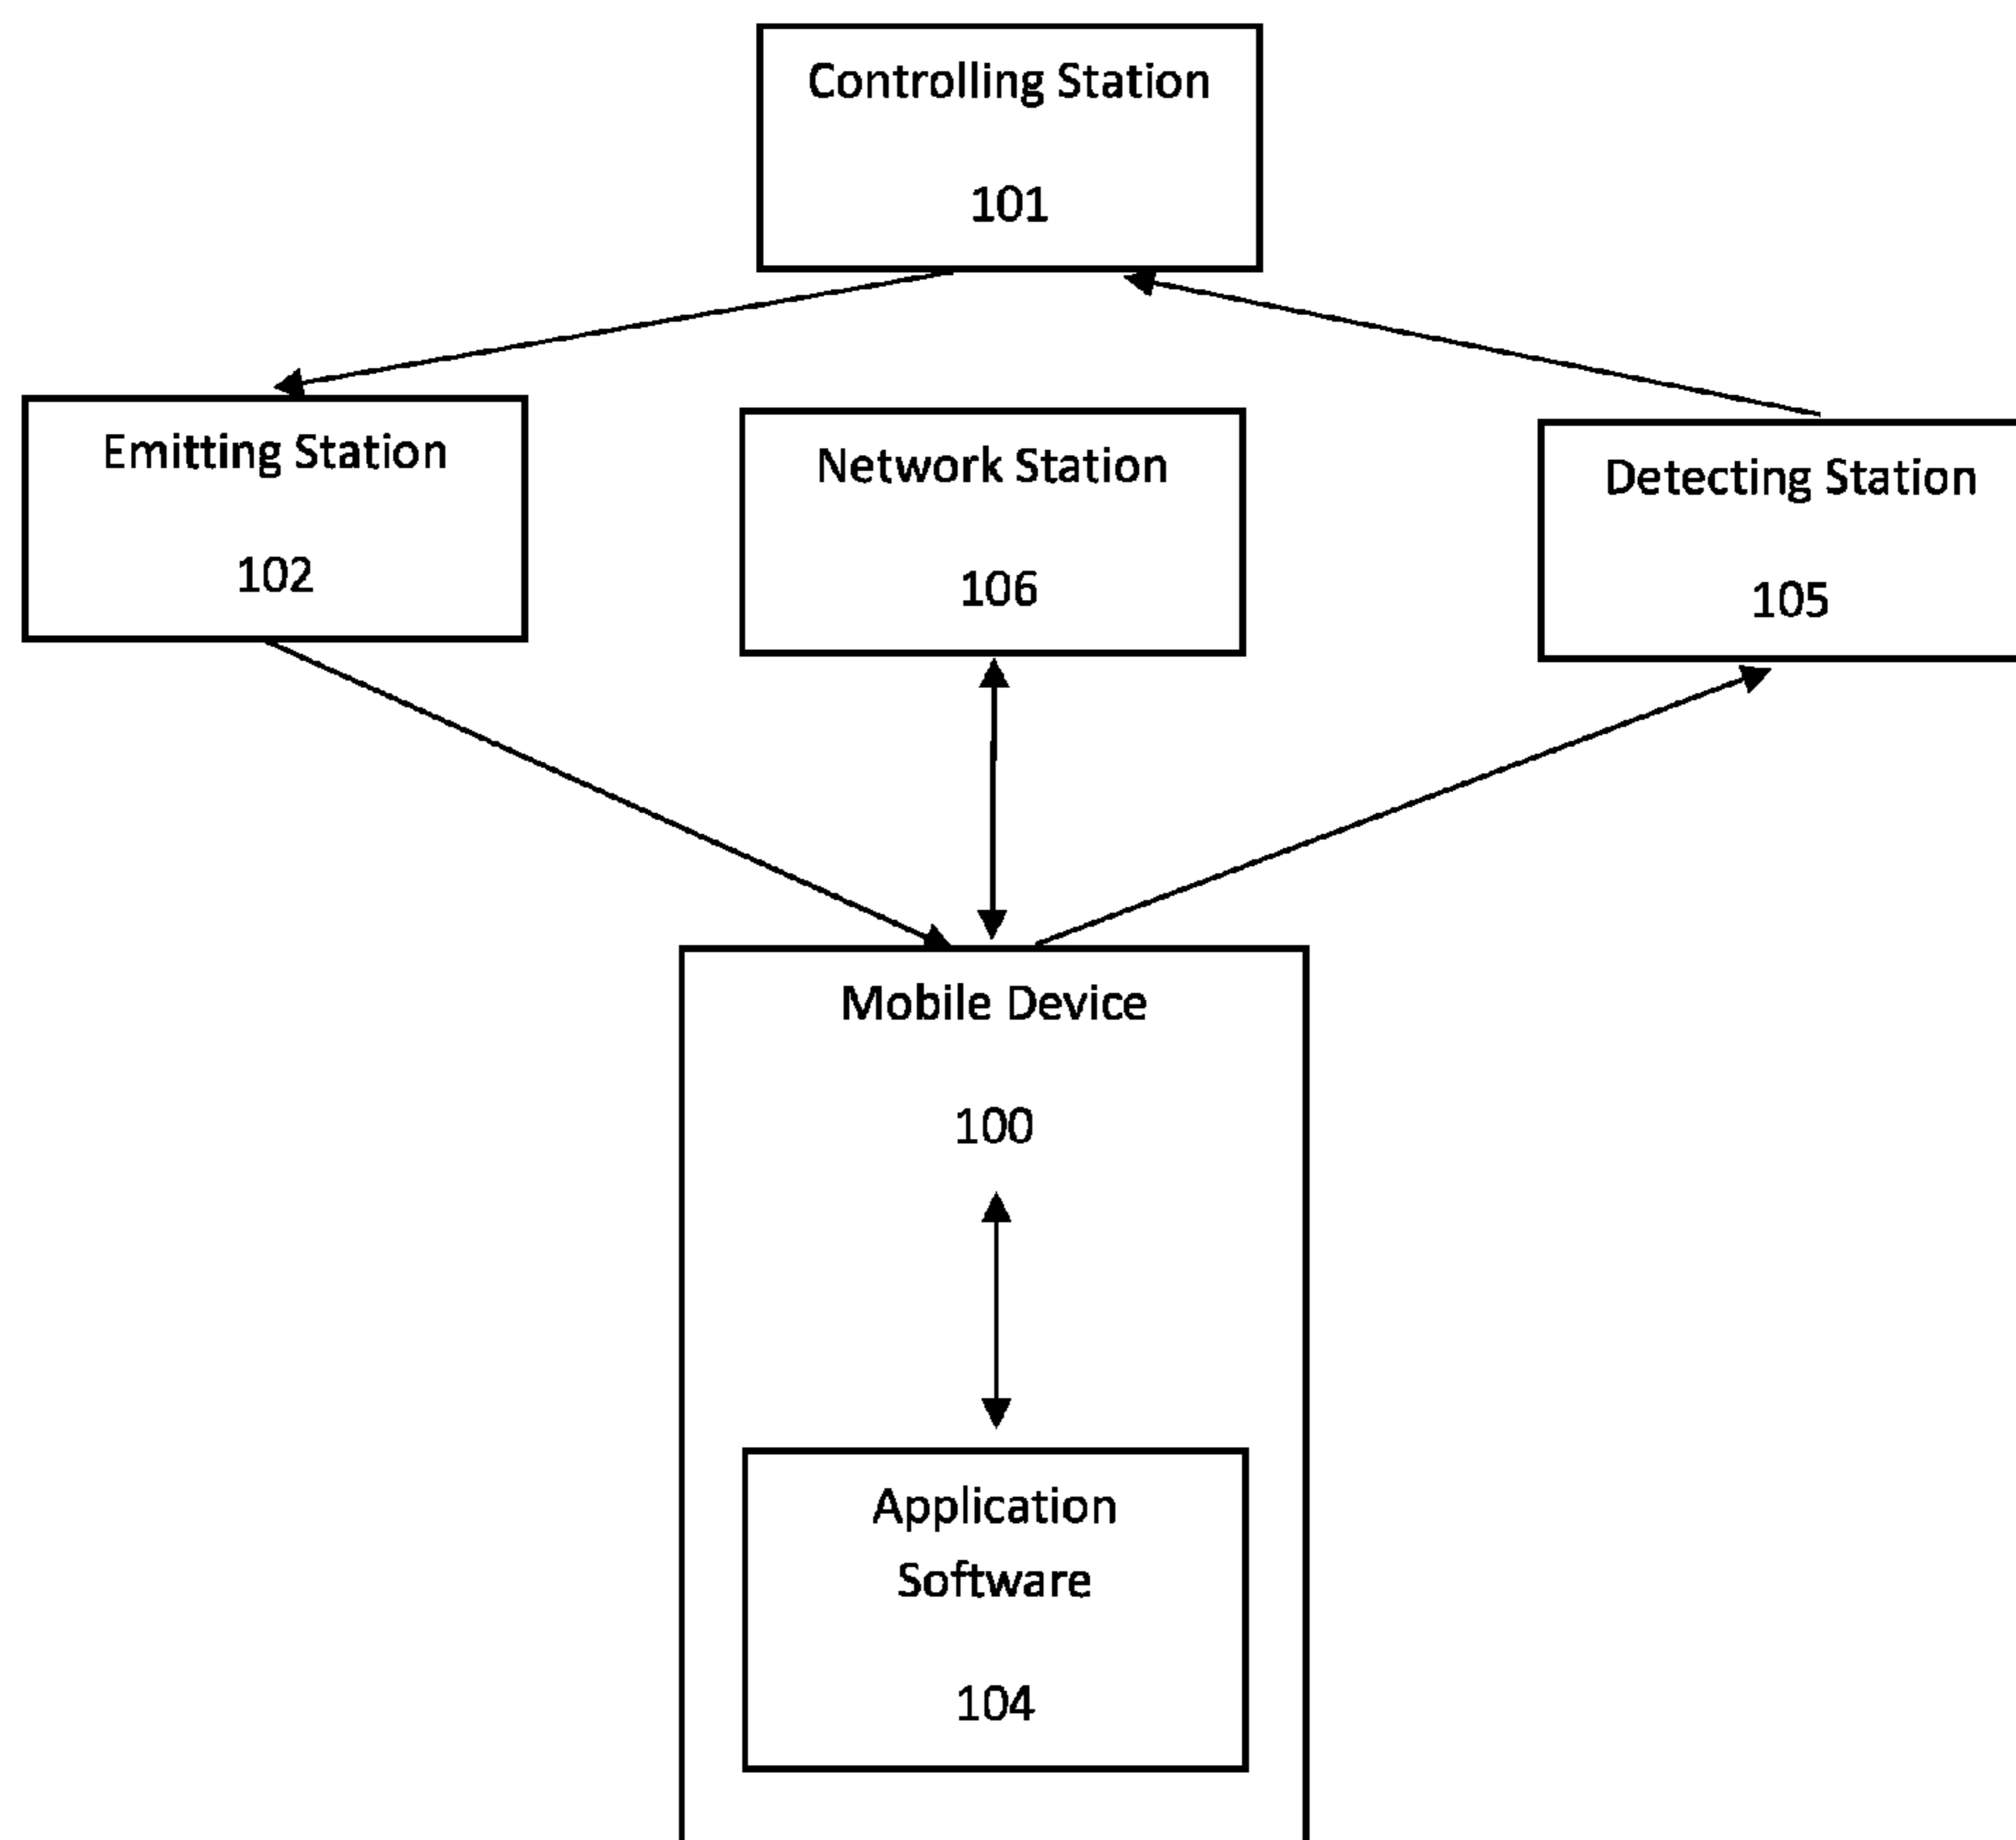 Controlling Station
101
Emitting Station
102
Network Station
106
Detecting Station
105
Mobile Device
100
Application
Software
104